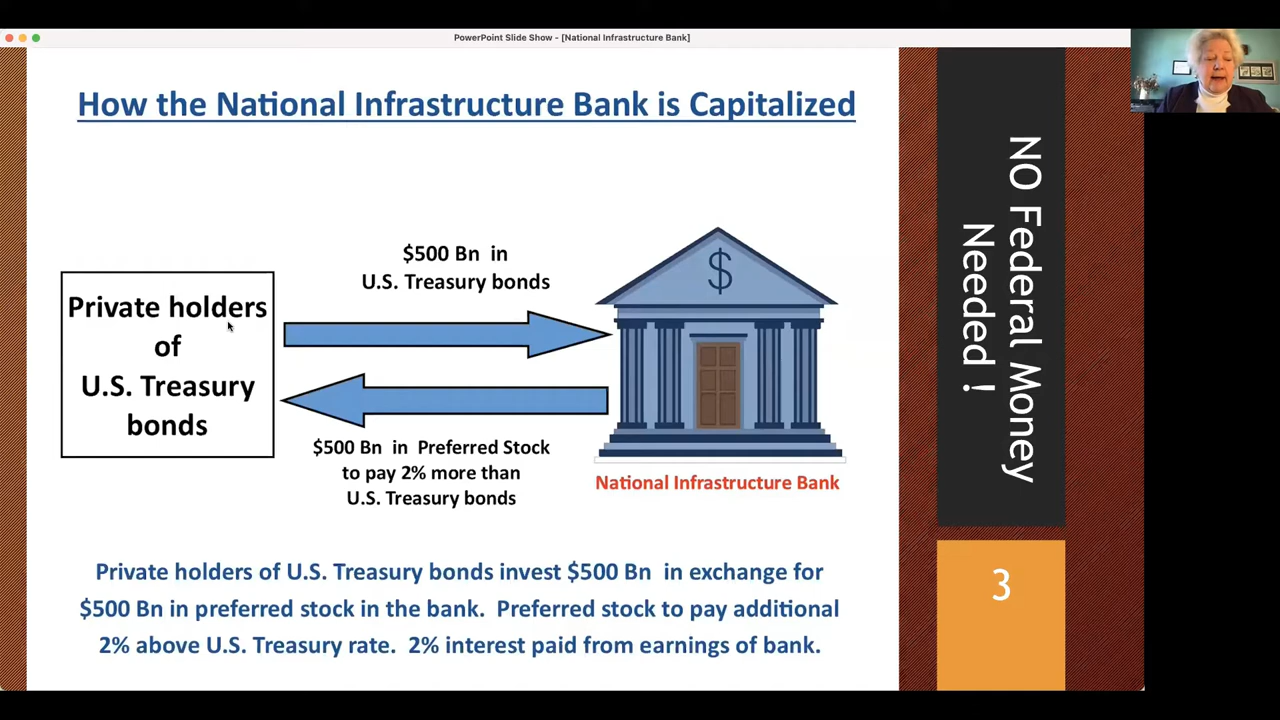 PowerPoint Slide Show - [National Infrastructure Bank]
How the National Infrastructure Bank is Capitalized
Private holders
of
U.S. Treasury
bonds
$500 Bn in
U.S. Treasury bonds
$500 Bn in Preferred Stock
to pay 2% more than
U.S. Treasury bonds
$
National Infrastructure Bank
Private holders of U.S. Treasury bonds invest $500 Bn in exchange for
$500 Bn in preferred stock in the bank. Preferred stock to pay additional
2% above U.S. Treasury rate. 2% interest paid from earnings of bank.
NO Federal Money
Needed !
3